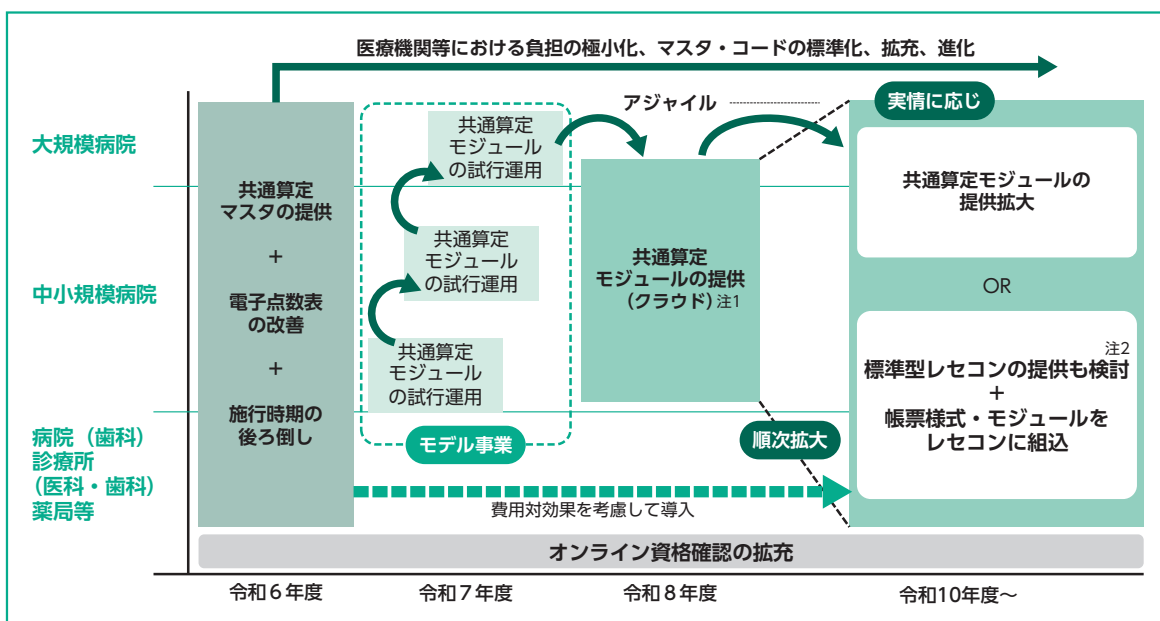 医療機関等における負担の極小化、マスタ・コードの標準化、拡充、進化
大規模病院
中小規模病院
病院（歯科）
診療所
（医科・歯科）
薬局等
共通算定
マスタの提供
＋
電子点数表
の改善
＋
施行時期の
後ろ倒し
共通算定
モジュール
の試行運用
共通算定
モジュール
の試行運用
共通算定
モジュール
の試行運用
モデル事業
アジャイル
共通算定
モジュールの提供
（クラウド）注1
順次拡大
実情に応じ
共通算定モジュールの
提供拡大
OR
注2
標準型レセコンの提供も検討
＋
帳票様式・モジュールを
レセコンに組込
費用対効果を考慮して導入
オンライン資格確認の拡充
令和６年度
令和７年度
令和８年度
令和10年度～